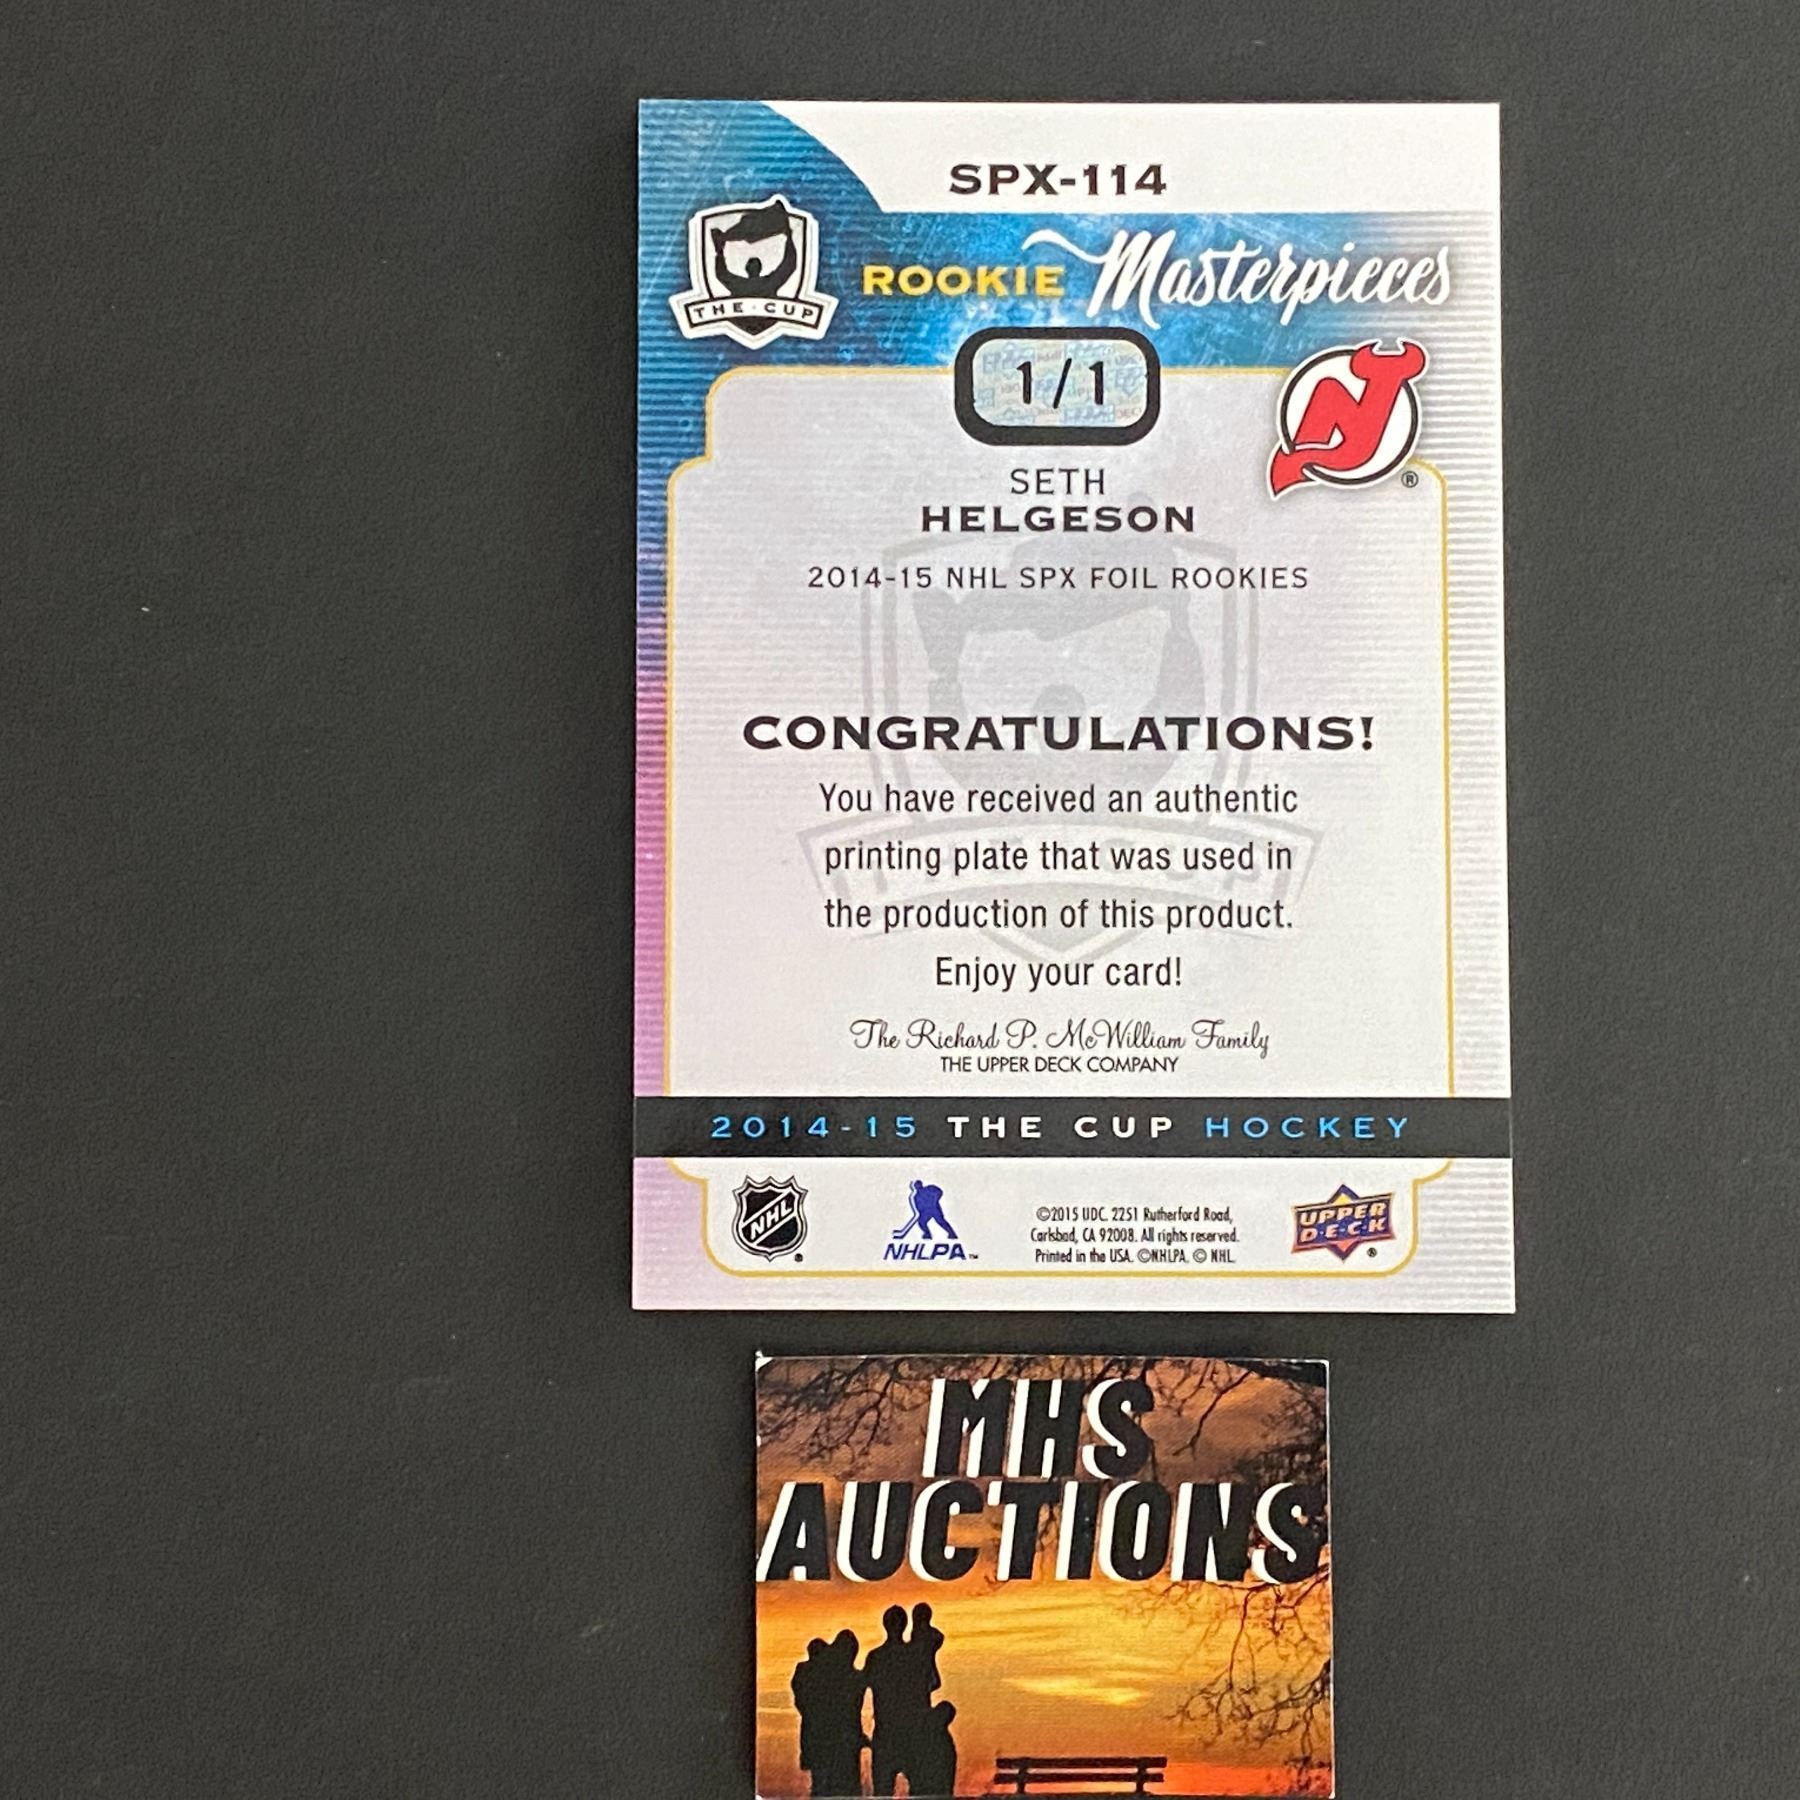 SPX-114
THE CUP
ROOKIE Masterpieces
1/1
NJ
®
SETH
HELGESON
2014-15 NHL SPX FOIL ROOKIES
CONGRATULATIONS!
You have received an authentic
printing plate that was used in
the production of this product.
Enjoy your card!
The Richard P. McWilliam Family
THE UPPER DECK COMPANY
2014-15 THE CUP HOCKEY
NHL
®
NHLPA™
©2015 UDC. 2251 Rutherford Road,
Carlsbad, CA 92008. All rights reserved.
Printed in the USA. ©NHLPA. © NHL
UPPER
DECK
®
MHS
AUCTIONS